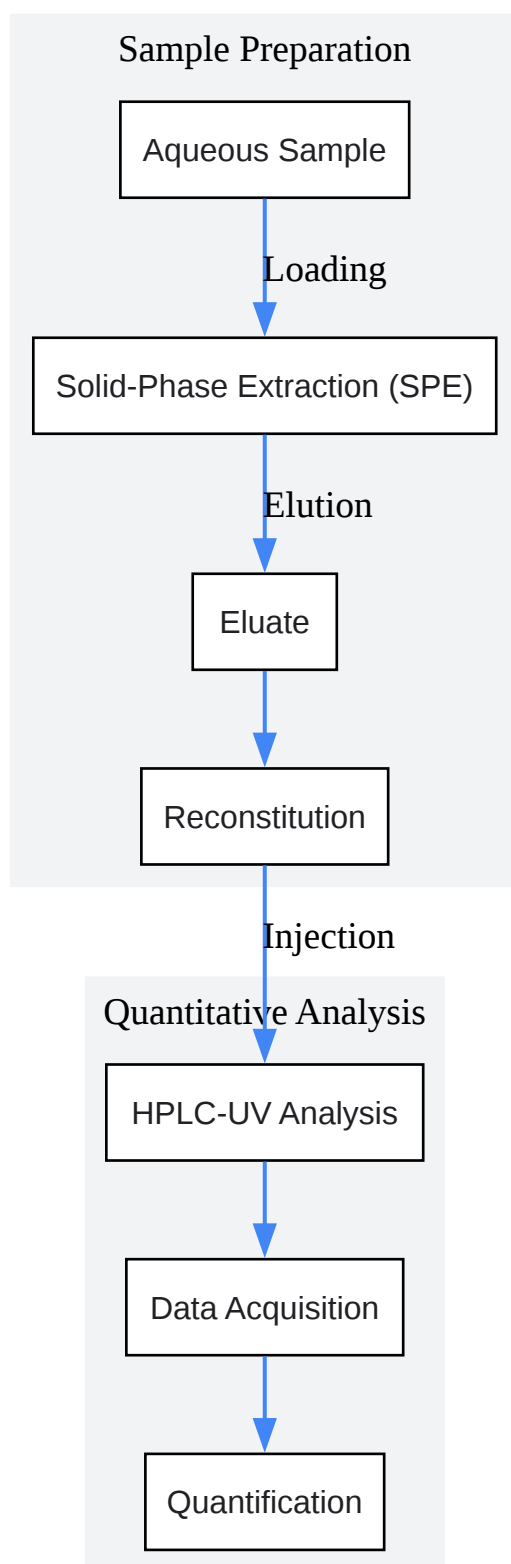 Sample Preparation
Aqueous Sample
Loading
Solid-Phase Extraction (SPE)
Elution
Eluate
Reconstitution
Injection
Quantitative Analysis
HPLC-UV Analysis
Data Acquisition
Quantification